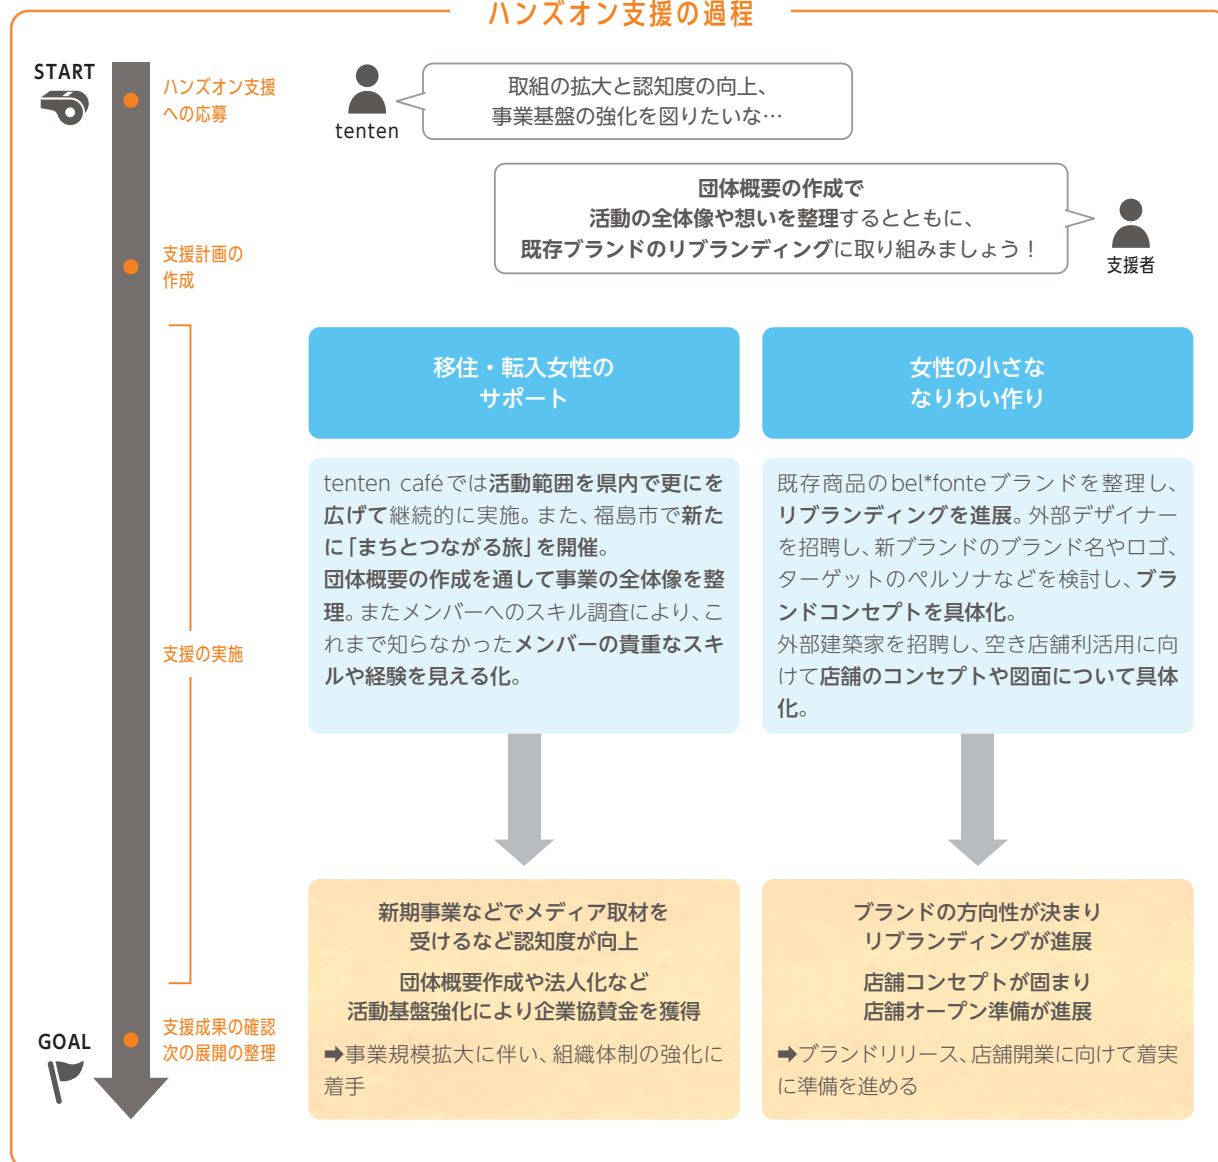 ハンズオン支援の過程
START
ハンズオン支援
への応募
tenten
取組の拡大と認知度の向上、
事業基盤の強化を図りたいな…
団体概要の作成で
活動の全体像や想いを整理するとともに、
既存ブランドのリブランディングに取り組みましょう！
支援者
支援計画の
作成
支援の実施
移住・転入女性の
サポート
tenten caféでは活動範囲を県内で更にを
広げて継続的に実施。また、福島市で新た
に「まちとつながる旅」を開催。
団体概要の作成を通して事業の全体像を整
理。またメンバーへのスキル調査により、こ
れまで知らなかったメンバーの貴重なスキ
ルや経験を見える化。
女性の小さな
なりわい作り
既存商品のbel*fonteブランドを整理し、
リブランディングを進展。外部デザイナー
を招聘し、新ブランドのブランド名やロゴ、
ターゲットのペルソナなどを検討し、ブラ
ンドコンセプトを具体化。
外部建築家を招聘し、空き店舗利活用に向
けて店舗のコンセプトや図面について具体
化。
新期事業などでメディア取材を
受けるなど認知度が向上
団体概要作成や法人化など
活動基盤強化により企業協賛金を獲得
➡事業規模拡大に伴い、組織体制の強化に
着手
ブランドの方向性が決まり
リブランディングが進展
店舗コンセプトが固まり
店舗オープン準備が進展
➡ブランドリリース、店舗開業に向けて着実
に準備を進める
GOAL
支援成果の確認
次の展開の整理